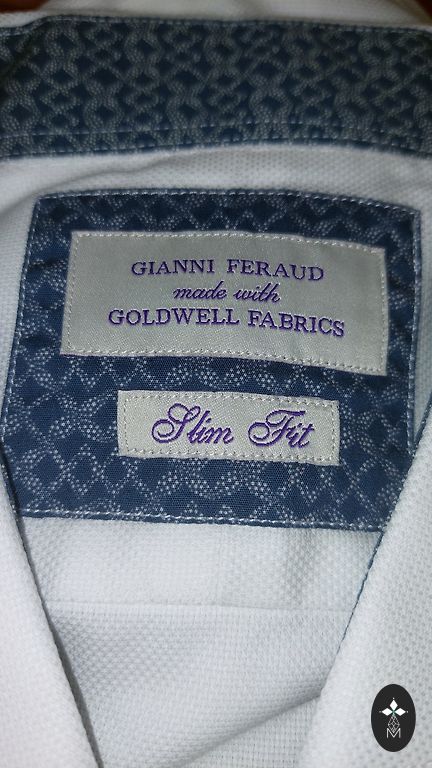 GIANNI FERAUD
made with
GOLDWELL FABRICS
Slim Fit
M